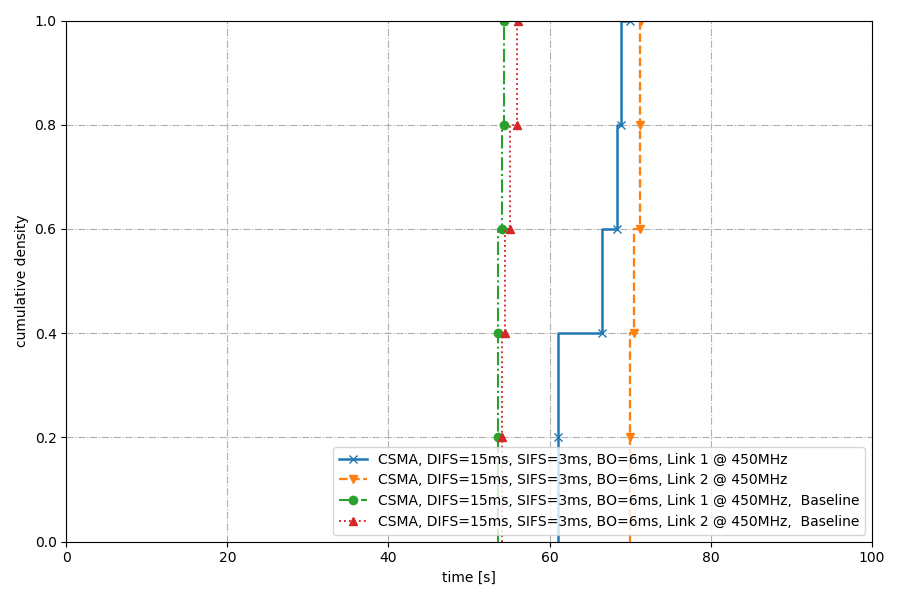 1.0
0.8
0.6
0.4
0.2
0.0
cumulative density
CSMA, DIFS=15ms, SIFS=3ms, BO=6ms, Link 1 @ 450MHz
CSMA, DIFS=15ms, SIFS=3ms, BO=6ms, Link 2 @ 450MHz
CSMA, DIFS=15ms, SIFS=3ms, BO=6ms, Link 1 @ 450MHz,  Baseline
CSMA, DIFS=15ms, SIFS=3ms, BO=6ms, Link 2 @ 450MHz,  Baseline
0 20 40 60 80 100
time [s]